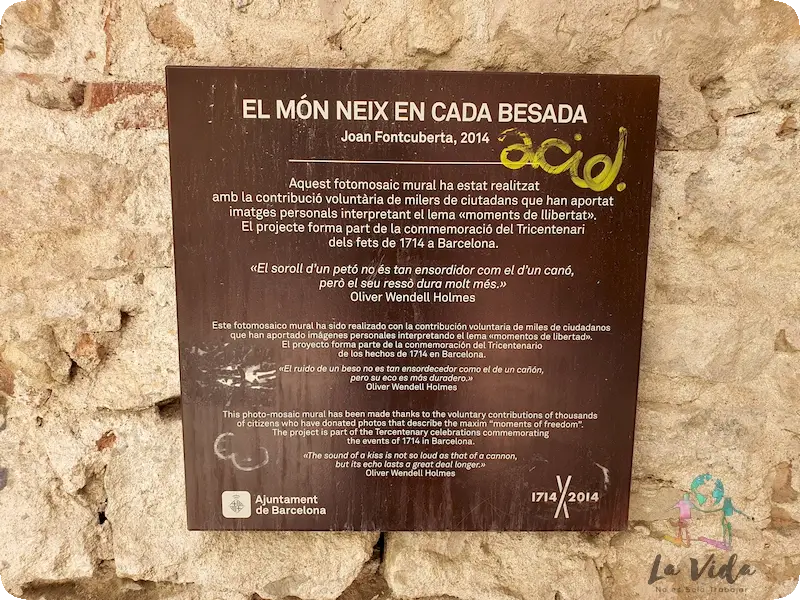 EL MÓN NEIX EN CADA BESADA
Joan Fontcuberta, 2014
acid.
Aquest fotomosaic mural ha estat realitzat
amb la contribució voluntària de milers de ciutadans que han aportat
imatges personals interpretant el lema «moments de llibertat».
El projecte forma part de la commemoració del Tricentenari
dels fets de 1714 a Barcelona.
«El soroll d'un petó no és tan ensordidor com el d'un canó,
però el seu ressò dura molt més.»
Oliver Wendell Holmes
Este fotomosaico mural ha sido realizado con la contribución voluntaria de miles de ciudadanos
que han aportado imágenes personales interpretando el lema «momentos de libertad».
El proyecto forma parte de la conmemoración del Tricentenario
de los hechos de 1714 en Barcelona.
«El ruido de un beso no es tan ensordecedor como el de un cañón,
pero su eco es más duradero.»
Oliver Wendell Holmes
This photo-mosaic mural has been made thanks to the voluntary contributions of thousands
of citizens who have donated photos that describe the maxim "moments of freedom".
The project is part of the Tercentenary celebrations commemorating
the events of 1714 in Barcelona.
«The sound of a kiss is not so loud as that of a cannon,
but its echo lasts a great deal longer.»
Oliver Wendell Holmes
Ajuntament
de Barcelona
1714 2014
La Vida
No es Solo Trabajar